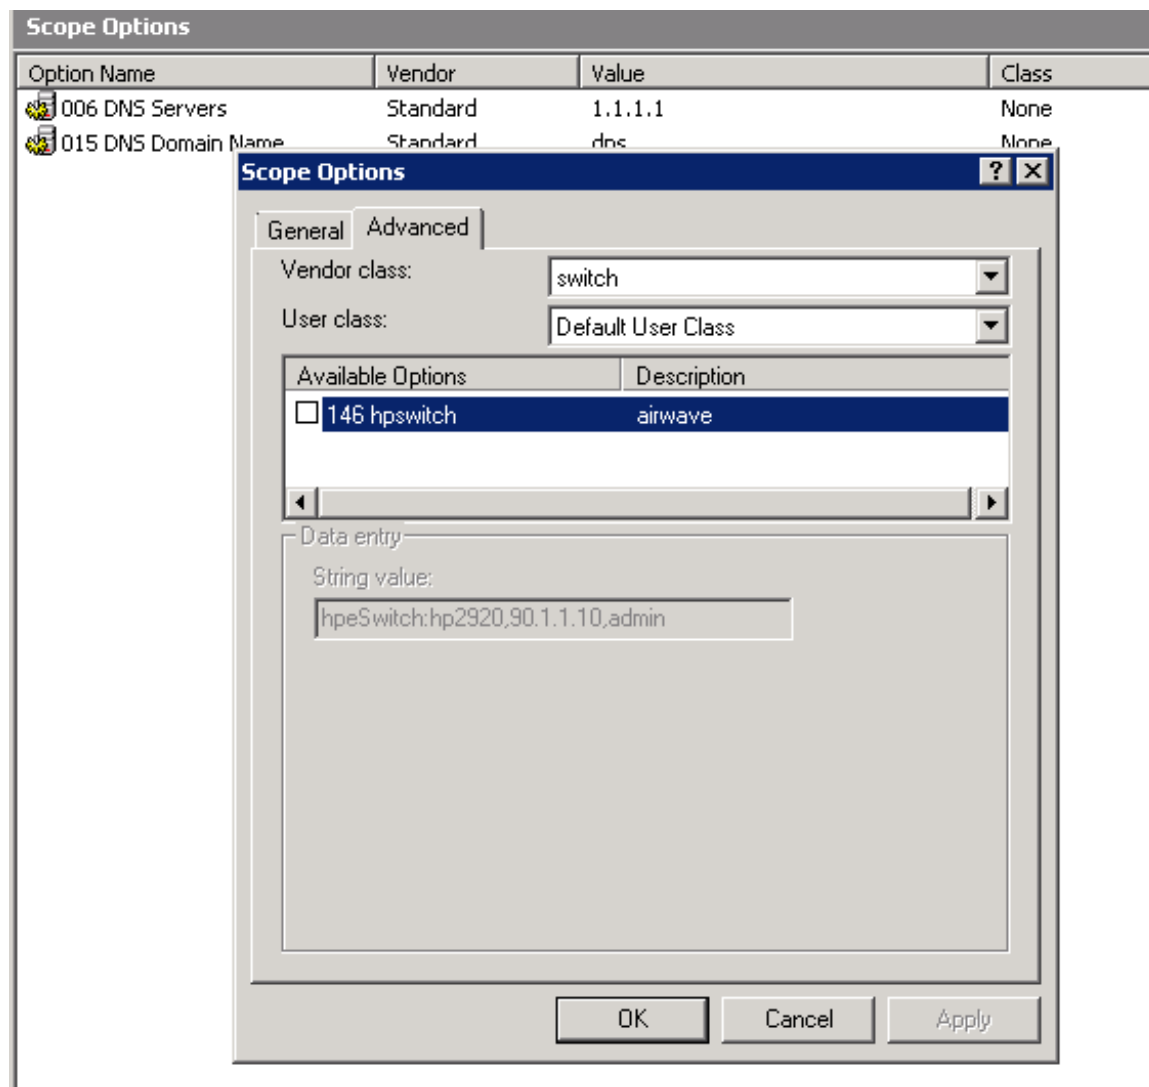 Scope Options
Option Name Vendor Value Class
006 DNS Servers Standard 1.1.1.1 None
015 DNS Domain Name Standard dns None
Scope Options
General Advanced
Vendor class: switch
User class: Default User Class
Available Options Description
146 hpswitch airwave
Data entry
String value:
hpeSwitch:hp2920,90.1.1.10,admin
OK Cancel Apply